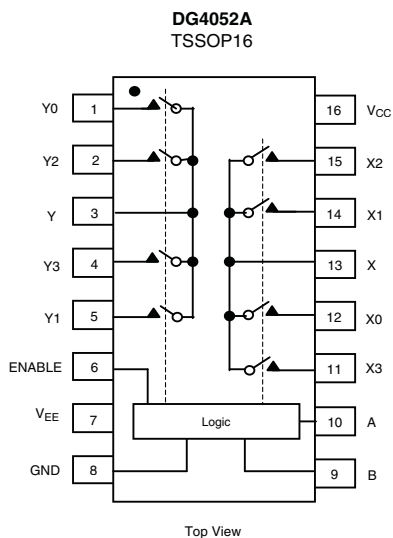 DG4052A
TSSOP16
Y0 1 16 VCC
Y2 2 15 X2
Y 3 14 X1
Y3 4 13 X
Y1 5 12 X0
ENABLE 6 11 X3
VEE 7 Logic 10 A
GND 8 9 B
Top View